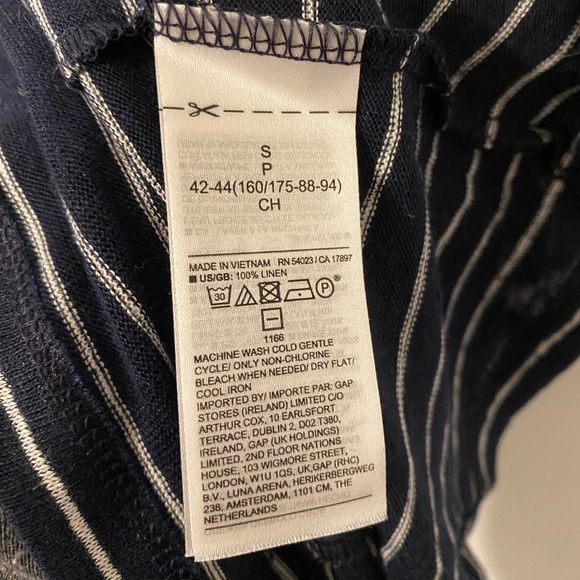 S
P
42-44(160/175-88-94)
CH
MADE IN VIETNAM RN 54023 / CA 17897
■ US/GB: 100% LINEN
30 P ®
1166
MACHINE WASH COLD GENTLE
CYCLE/ ONLY NON-CHLORINE
BLEACH WHEN NEEDED/ DRY FLAT/
COOL IRON
IMPORTED BY/ IMPORTE PAR: GAP
STORES (IRELAND) LIMITED C/O
ARTHUR COX, 10 EARLSFORT
TERRACE, DUBLIN 2, D02 T380,
IRELAND, GAP (UK HOLDINGS)
LIMITED, 2ND FLOOR NATIONS
HOUSE, 103 WIGMORE STREET,
LONDON, W1U 1QS, UK,GAP (RHC)
B.V., LUNA ARENA, HERIKERBERGWEG
238, AMSTERDAM, 1101 CM, THE
NETHERLANDS